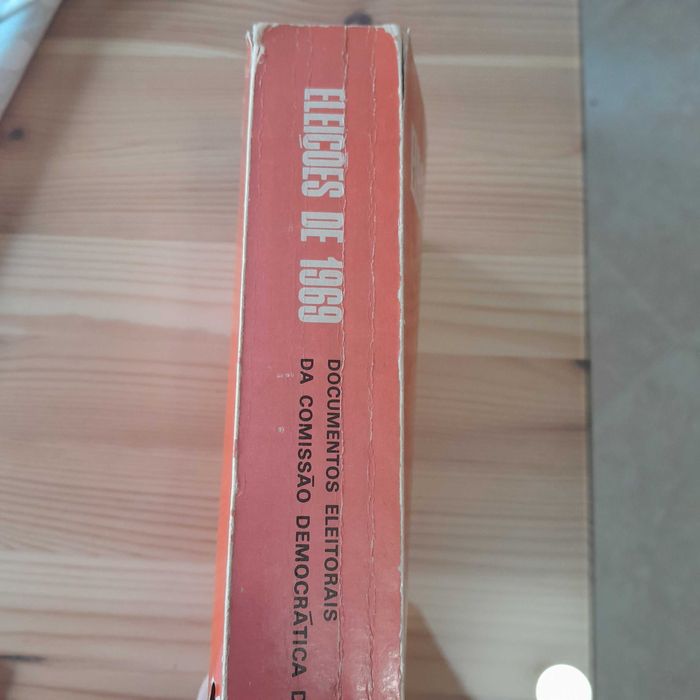 ELEIÇÕES DE 1969
DOCUMENTOS ELEITORAIS
DA COMISSÃO DEMOCRÁTICA